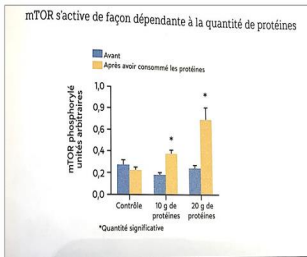 mTOR s'active de façon dépendante à la quantité de protéines
Avant
Après avoir consommé les protéines
mTOR phosphorylé
unités arbitraires
1,0
0,9
0,6
0,4
0,2
0,0
*
*
Contrôle
10 g de
protéines
20 g de
protéines
*Quantité significative